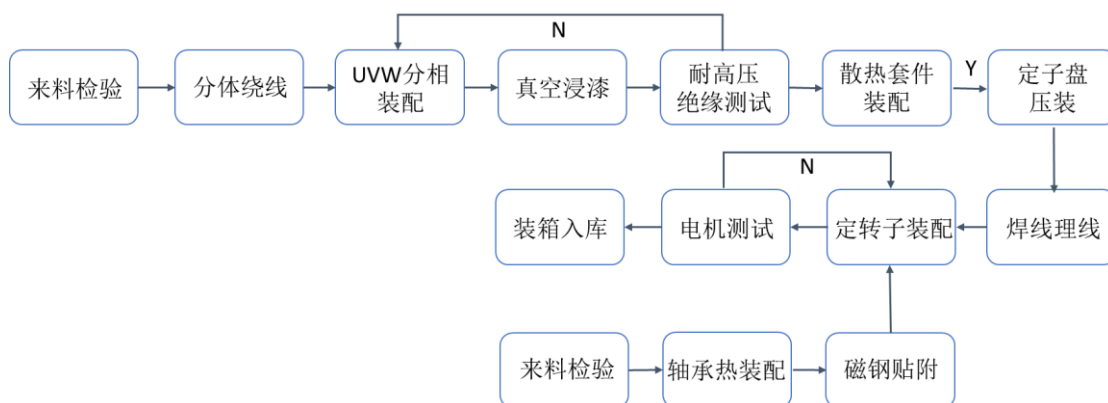 N
来料检验
分体绕线
UVW分相
装配
真空浸漆
耐高压
绝缘测试
散热套件
装配
Y
定子盘
压装
N
装箱入库
电机测试
定转子装配
焊线理线
来料检验
轴承热装配
磁钢贴附